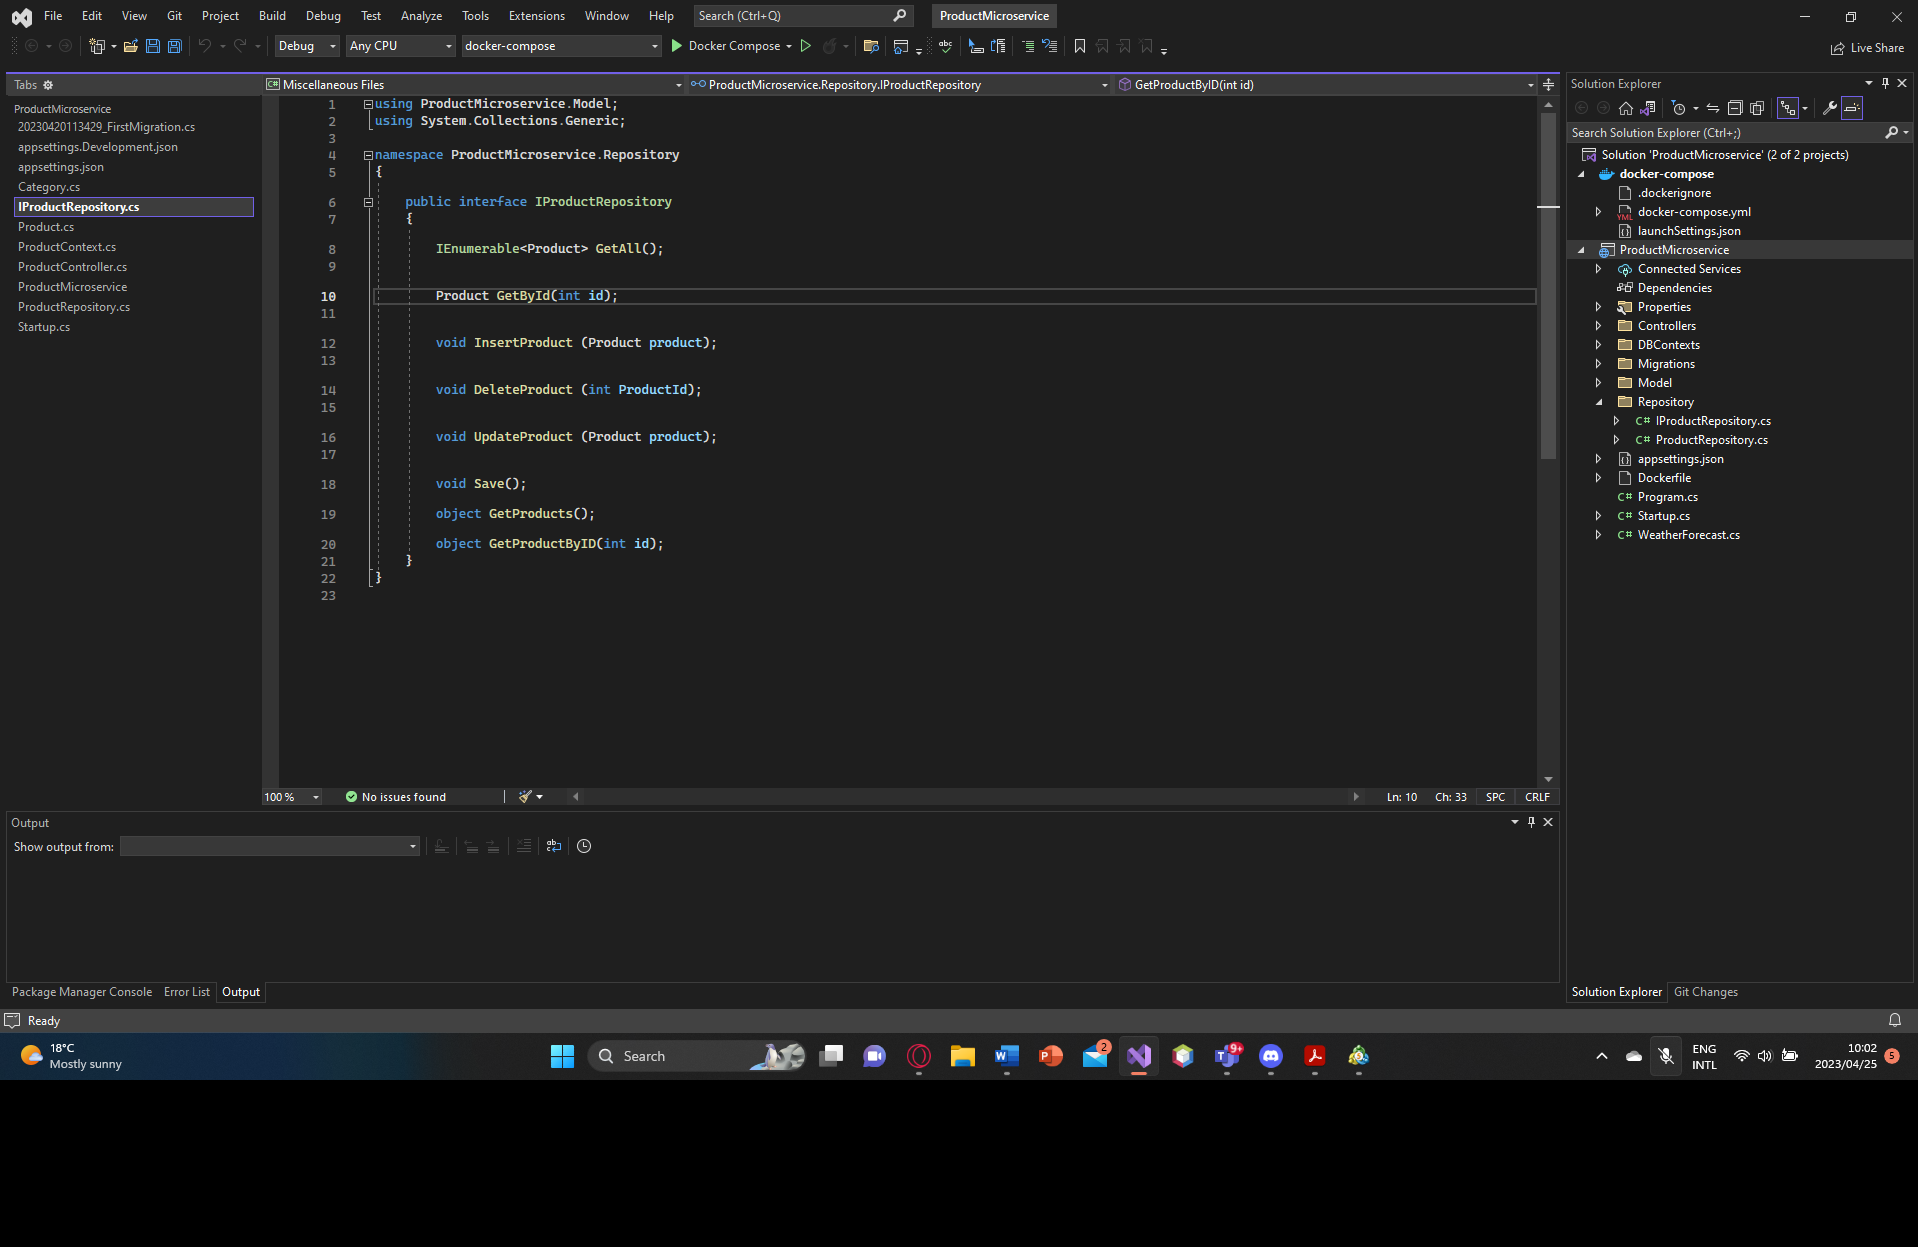 File Edit View Git Project Build Debug Test Analyze Tools Extensions Window Help Search (Ctrl+Q) ProductMicroservice
Debug Any CPU docker-compose Docker Compose Live Share
Tabs
ProductMicroservice
20230420113429_FirstMigration.cs
appsettings.Development.json
appsettings.json
Category.cs
IProductRepository.cs
Product.cs
ProductContext.cs
ProductController.cs
ProductMicroservice
ProductRepository.cs
Startup.cs
C# Miscellaneous Files ProductMicroservice.Repository.IProductRepository GetProductByID(int id)
1 using ProductMicroservice.Model;
2 using System.Collections.Generic;
3
4 namespace ProductMicroservice.Repository
5 {
6 public interface IProductRepository
7 {
8 IEnumerable<Product> GetAll();
9
10 Product GetById(int id);
11
12 void InsertProduct (Product product);
13
14 void DeleteProduct (int ProductId);
15
16 void UpdateProduct (Product product);
17
18 void Save();
19 object GetProducts();
20 object GetProductByID(int id);
21 }
22 }
23
100 % No issues found Ln: 10 Ch: 33 SPC CRLF
Output
Show output from:
Package Manager Console Error List Output
Solution Explorer
Search Solution Explorer (Ctrl+;)
Solution 'ProductMicroservice' (2 of 2 projects)
docker-compose
.dockerignore
YML docker-compose.yml
launchSettings.json
ProductMicroservice
Connected Services
Dependencies
Properties
Controllers
DBContexts
Migrations
Model
Repository
C# IProductRepository.cs
C# ProductRepository.cs
appsettings.json
Dockerfile
C# Program.cs
C# Startup.cs
C# WeatherForecast.cs
Solution Explorer Git Changes
Ready
18°C
Mostly sunny
Search
2
9+
ENG
INTL
10:02
2023/04/25
5